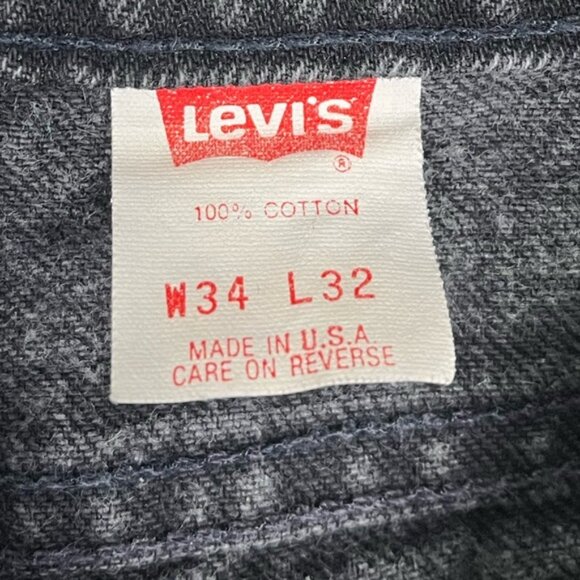 Levi's
®
100% COTTON
W34 L32
MADE IN U.S.A
CARE ON REVERSE